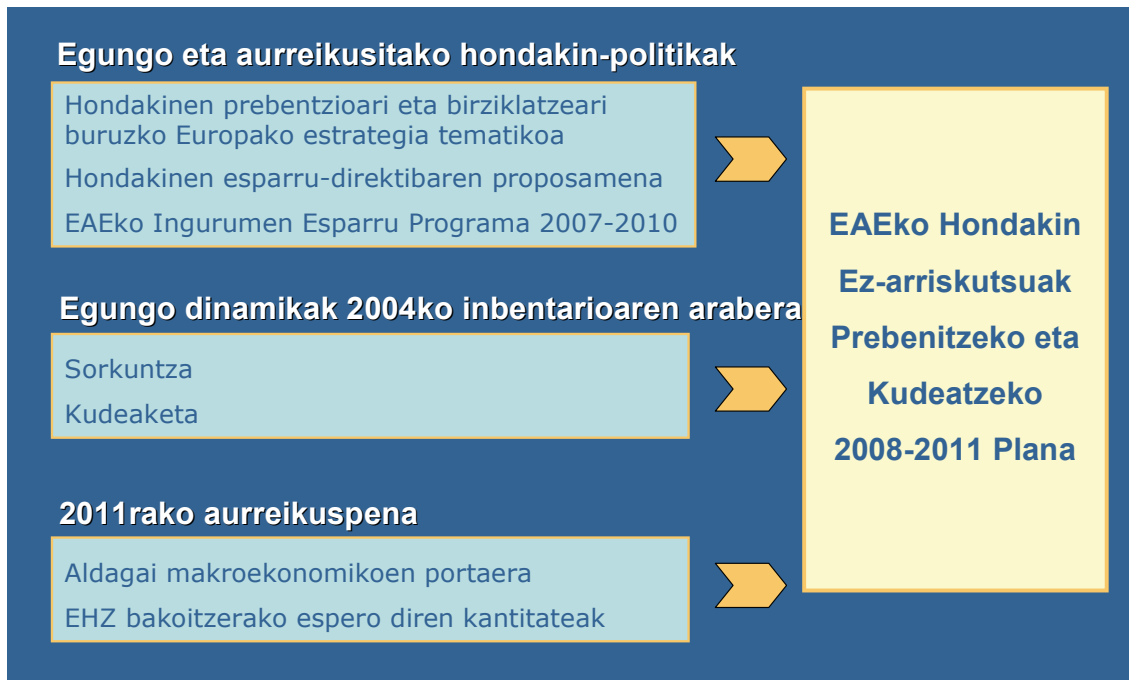 Egungo eta aurreikusitako hondakin-politikak
Hondakinen prebentzioari eta birziklatzeari
buruzko Europako estrategia tematikoa
Hondakinen esparru-direktibaren proposamena
EAEko Ingurumen Esparru Programa 2007-2010
Egungo dinamikak 2004ko inbentarioaren arabera
Sorkuntza
Kudeaketa
2011rako aurreikuspena
Aldagai makroekonomikoen portaera
EHZ bakoitzerako espero diren kantitateak
EAEko Hondakin
Ez-arriskutsuak
Prebenitzeko eta
Kudeatzeko
2008-2011 Plana